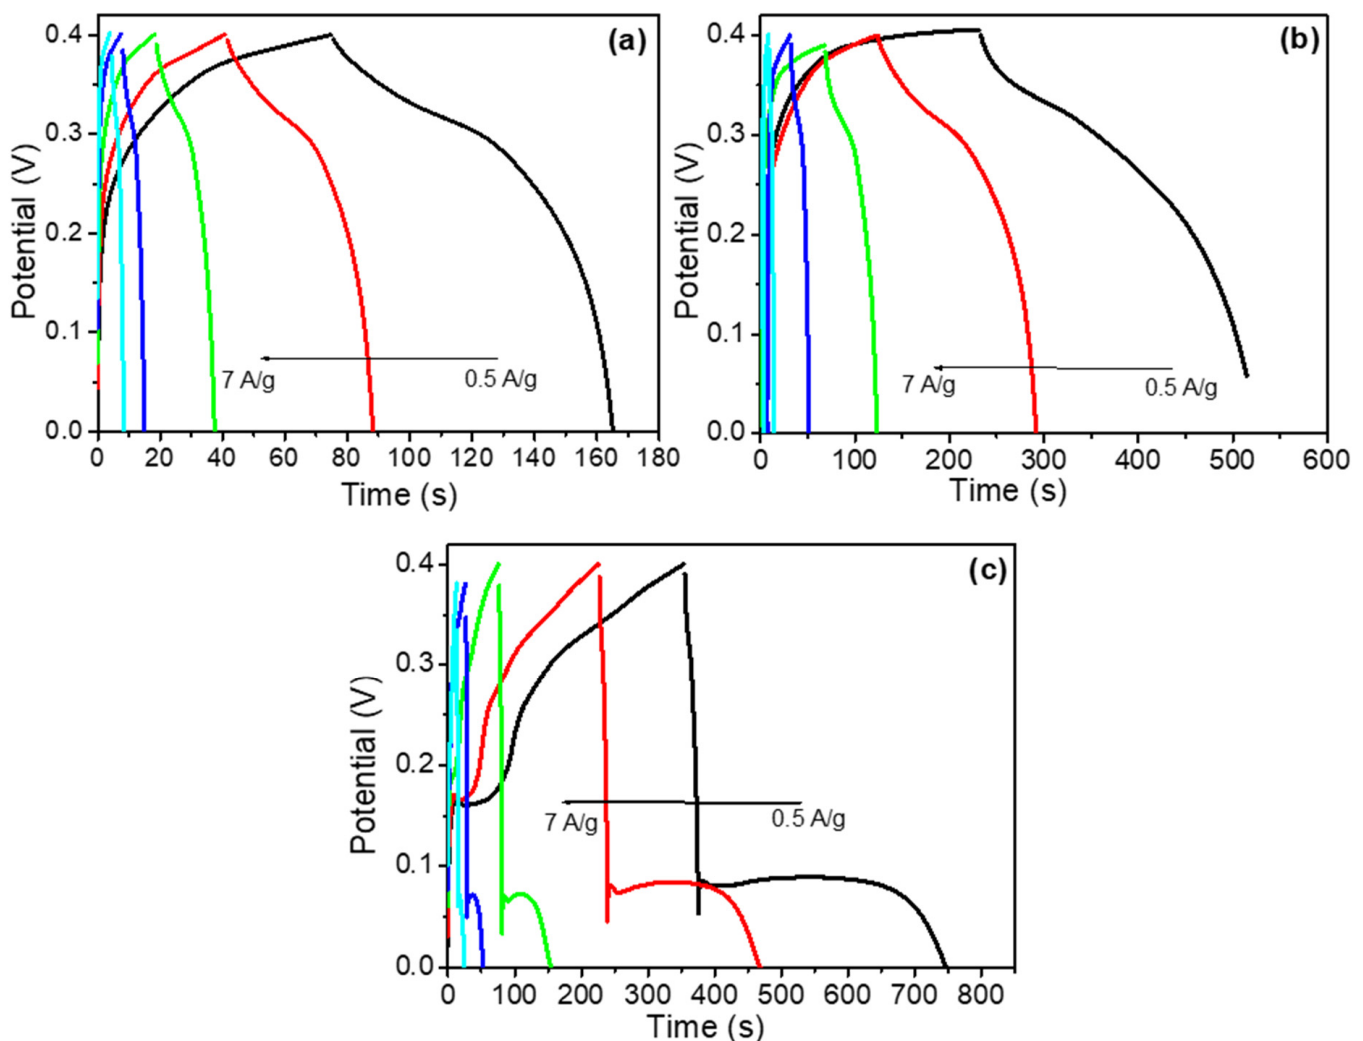 (a)
Potential (V)
0.4
0.3
0.2
0.1
0.0
7 A/g
0.5 A/g
0 20 40 60 80 100 120 140 160 180
Time (s)
(b)
Potential (V)
0.4
0.3
0.2
0.1
0.0
7 A/g
0.5 A/g
0 100 200 300 400 500 600
Time (s)
(c)
Potential (V)
0.4
0.3
0.2
0.1
0.0
7 A/g
0.5 A/g
0 100 200 300 400 500 600 700 800
Time (s)